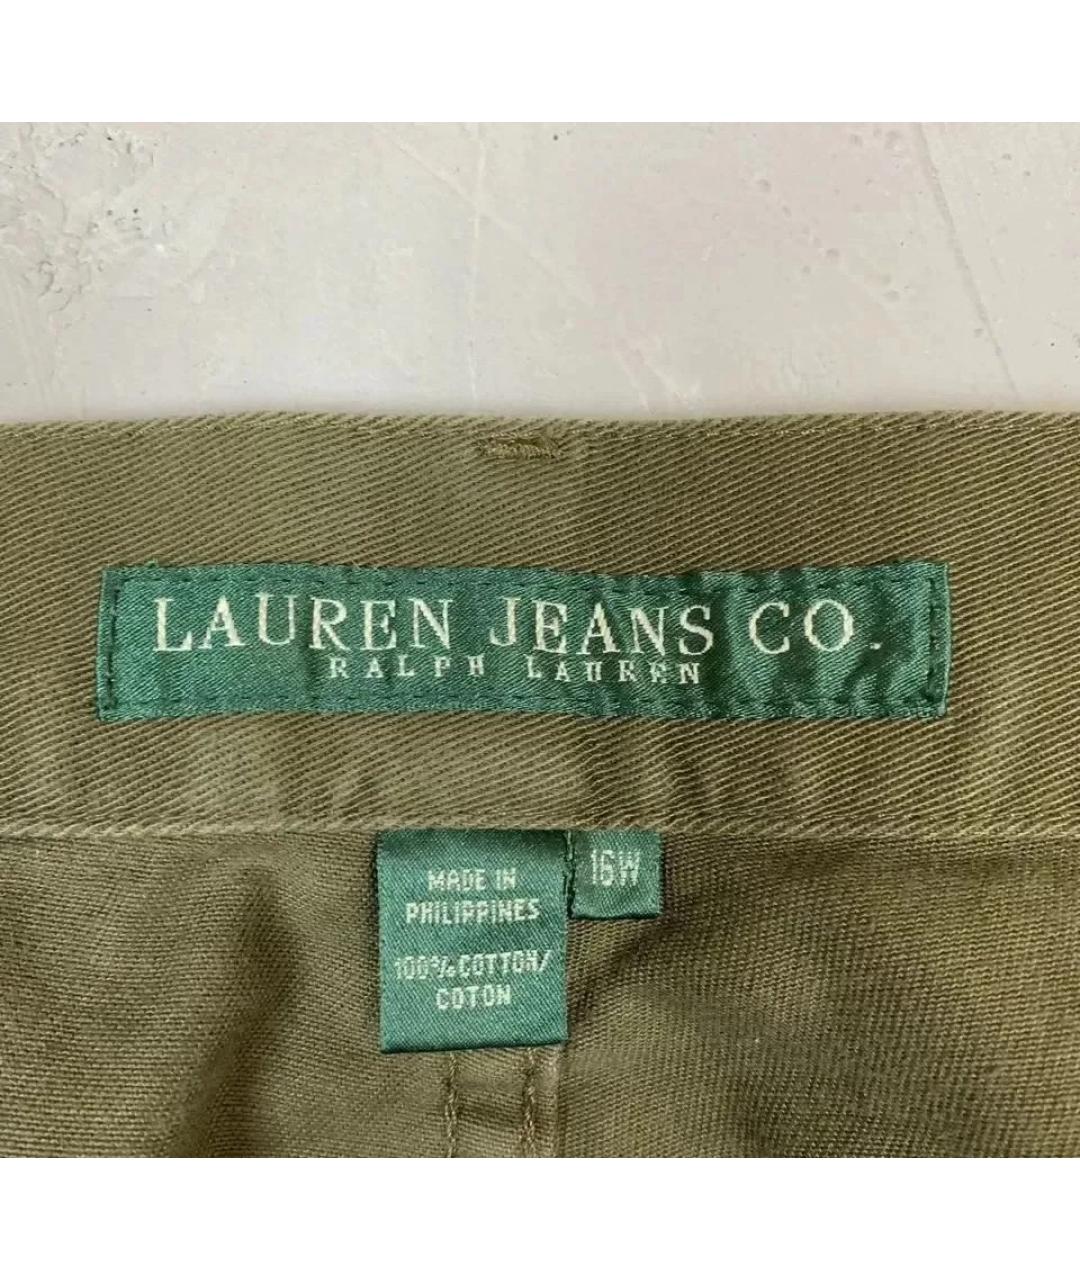 LAUREN JEANS CO.
RALPH LAUREN
MADE IN
PHILIPPINES
100% COTTON/
COTON
16W